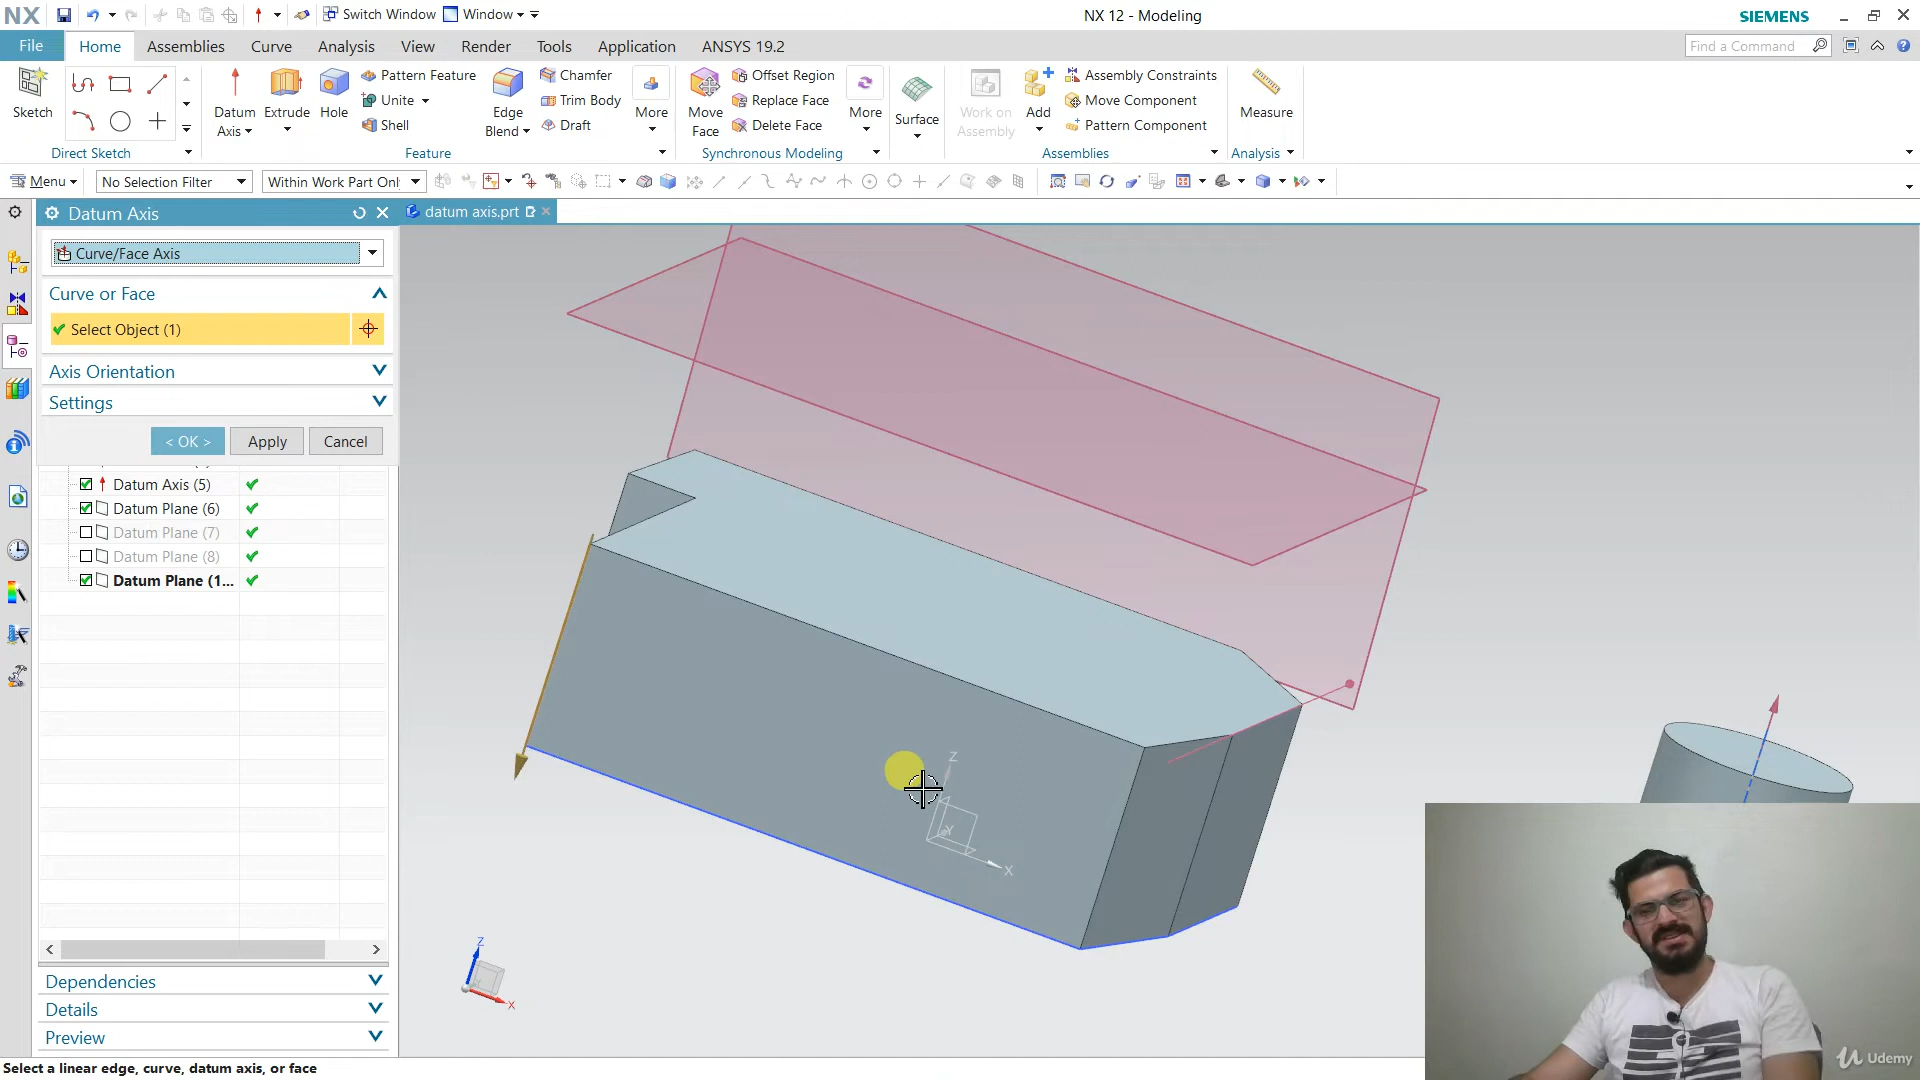 NX
Switch Window
Window
NX 12 - Modeling
SIEMENS
File
Home
Assemblies
Curve
Analysis
View
Render
Tools
Application
ANSYS 19.2
Find a Command
Sketch
Datum
Axis
Extrude
Hole
Pattern Feature
Unite
Shell
Edge
Blend
Chamfer
Trim Body
Draft
More
Move
Face
Offset Region
Replace Face
Delete Face
More
Surface
Work on
Assembly
Add
Assembly Constraints
Move Component
Pattern Component
Measure
Direct Sketch
Feature
Synchronous Modeling
Assemblies
Analysis
Menu
No Selection Filter
Within Work Part Onl
Datum Axis
datum axis.prt
Curve/Face Axis
Curve or Face
Select Object (1)
Axis Orientation
Settings
< OK >
Apply
Cancel
Datum Axis (5)
Datum Plane (6)
Datum Plane (7)
Datum Plane (8)
Datum Plane (1...
Z
Y
X
Z
X
Dependencies
Details
Preview
Select a linear edge, curve, datum axis, or face
Udemy